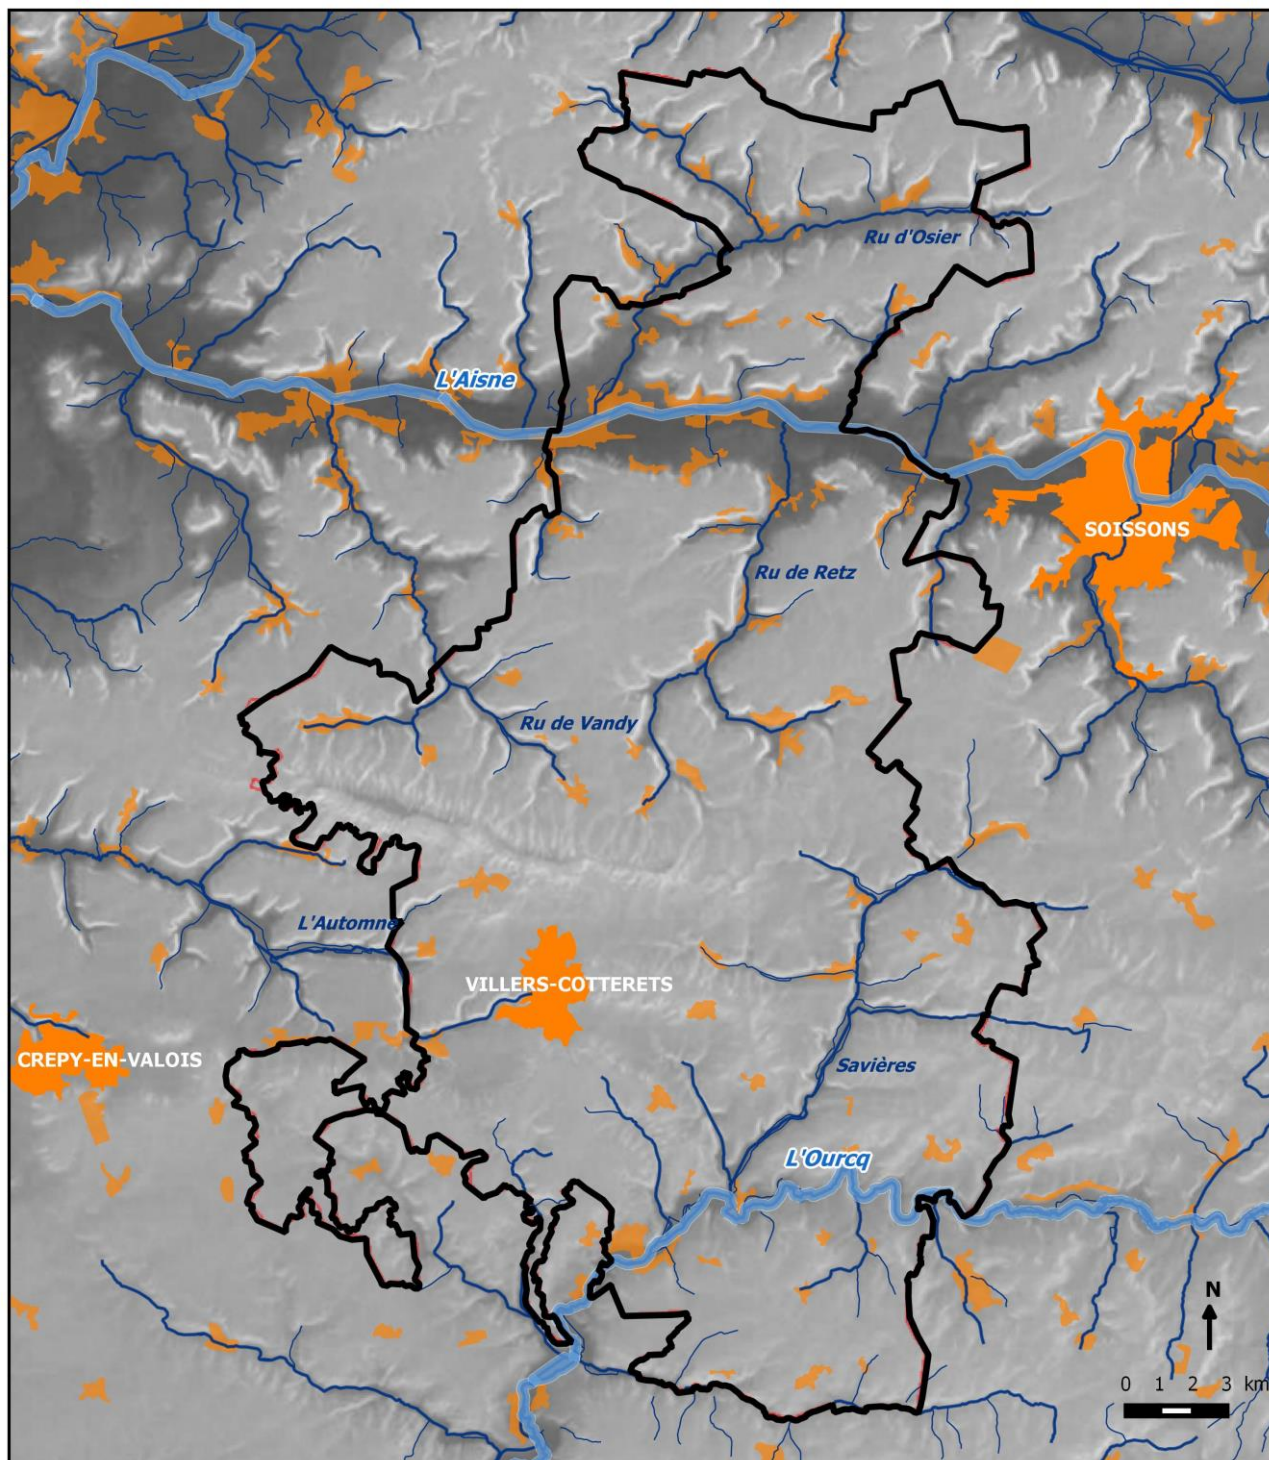 Ru d'Osier
L'Aisne
SOISSONS
Ru de Retz
Ru de Vandy
L'Automne
VILLERS-COTTERETS
CREPY-EN-VALOIS
Savières
L'Ourcq
N
0 1 2 3 km